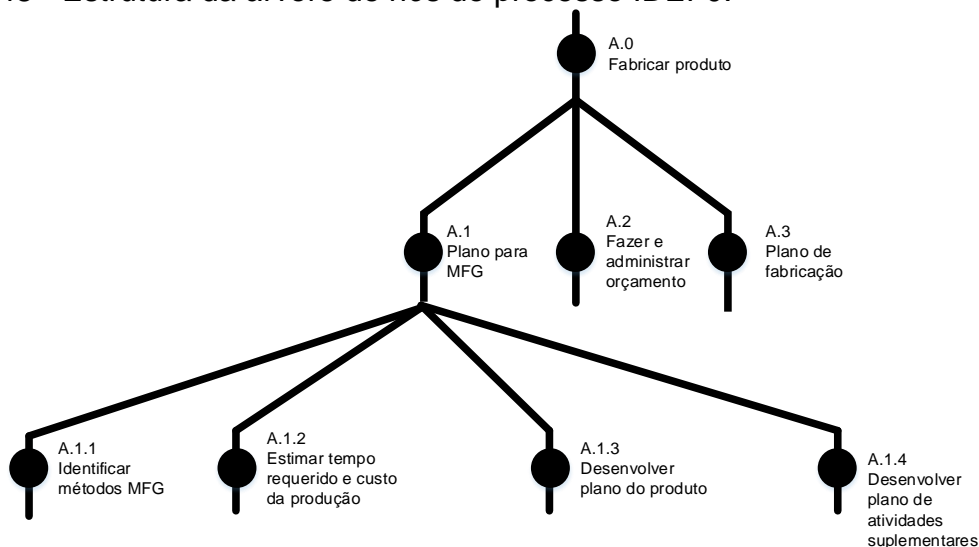 Estrutura da árvore de nós do processo
A.0
Fabricar produto
A.1
Plano para
MFG
A.2
Fazer e
administrar
orçamento
A.3
Plano de
fabricação
A.1.1
Identificar
métodos MFG
A.1.2
Estimar tempo
requerido e custo
da produção
A.1.3
Desenvolver
plano do produto
A.1.4
Desenvolver
plano de
atividades
suplementares